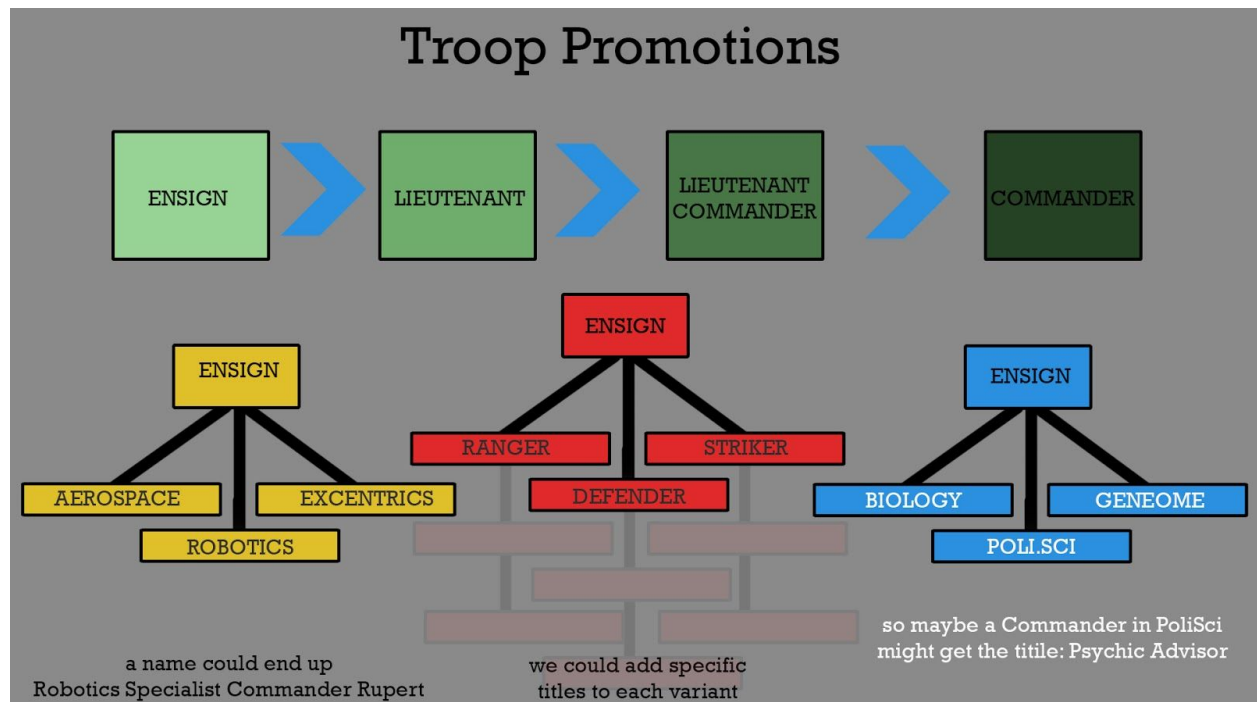 Troop Promotions
ENSIGN
LIEUTENANT
LIEUTENANT
COMMANDER
COMMANDER
ENSIGN
AEROSPACE
EXCENTRICS
ROBOTICS
ENSIGN
RANGER
STRIKER
DEFENDER
ENSIGN
BIOLOGY
GENEOME
POLI.SCI
a name could end up
Robotics Specialist Commander Rupert
we could add specific
titles to each variant
so maybe a Commander in PoliSci
might get the titile: Psychic Advisor